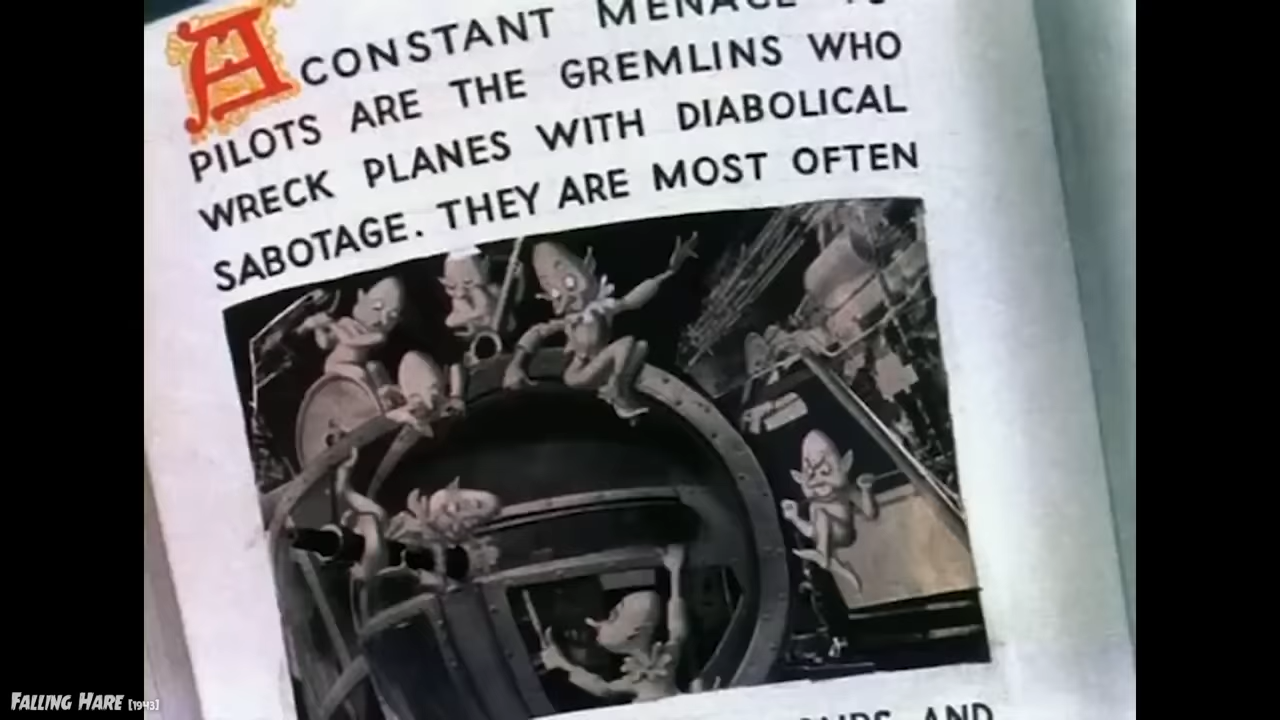 A CONSTANT MENACE
PILOTS ARE THE GREMLINS WHO
WRECK PLANES WITH DIABOLICAL
SABOTAGE. THEY ARE MOST OFTEN
AND
FALLING HARE [1943]